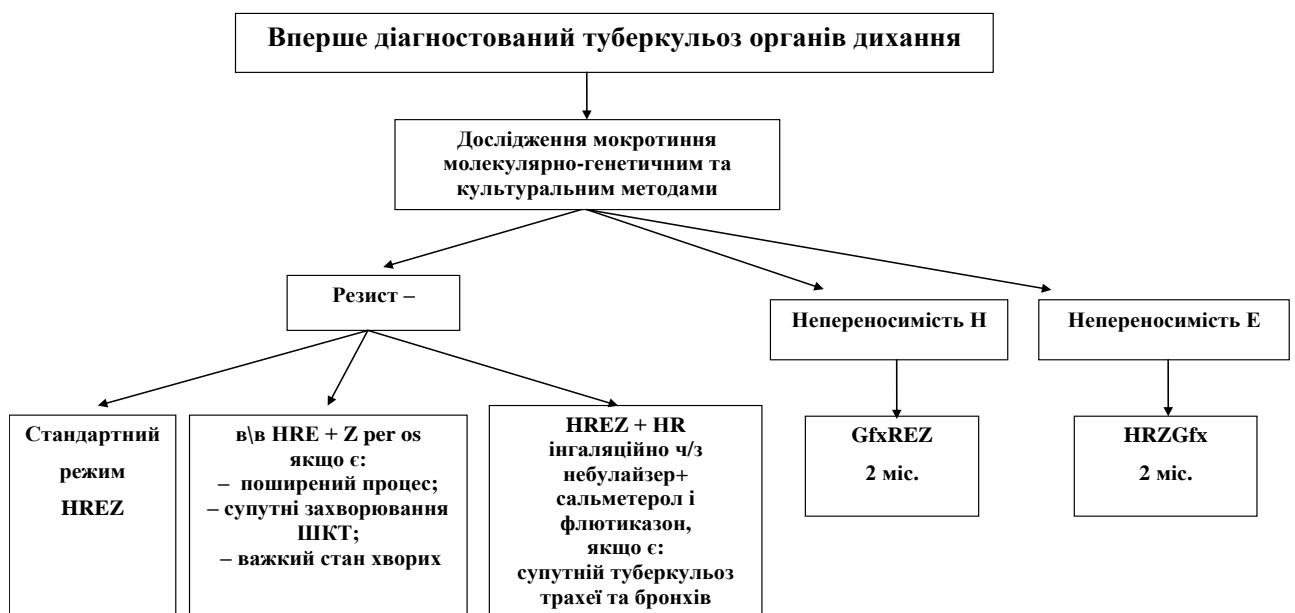 Вперше діагностований туберкульоз органів дихання
Дослідження мокротиння
молекулярно-генетичним та
культуральним методами
Резист –
Непереносимість Н
Непереносимість Е
Стандартний
режим
HREZ
в\в HRE + Z per os
якщо є:
– поширений процес;
– супутні захворювання
ШКТ;
– важкий стан хворих
HREZ + HR
інгаляційно ч/з
небулайзер+
сальметерол і
флютиказон,
якщо є:
супутній туберкульоз
трахеї та бронхів
GfxREZ
2 міс.
HRZGfx
2 міс.